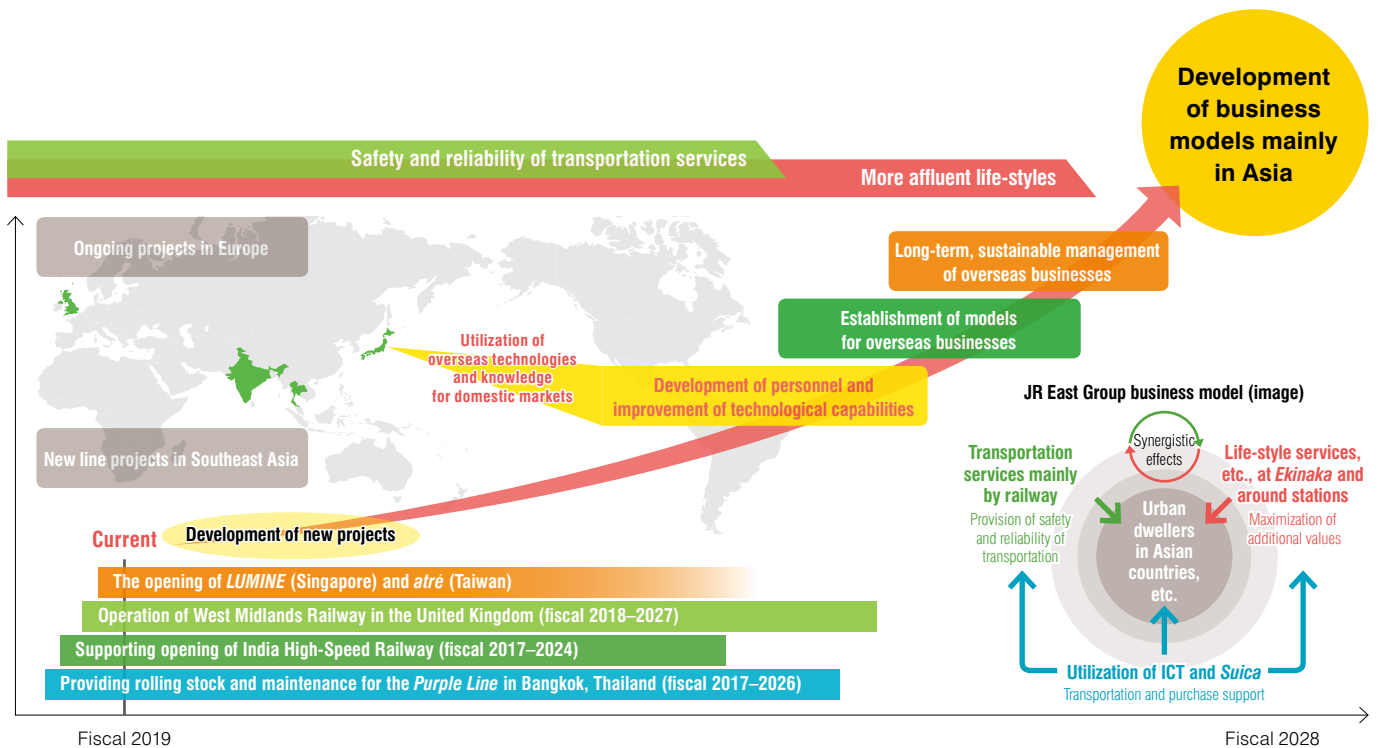 Development
of business
models mainly
in Asia
Safety and reliability of transportation services
More affluent life-styles
Ongoing projects in Europe
Long-term, sustainable management
of overseas businesses
Establishment of models
for overseas businesses
Utilization of
overseas technologies
and knowledge
for domestic markets
Development of personnel and
improvement of technological capabilities
New line projects in Southeast Asia
Current
Development of new projects
The opening of LUMINE (Singapore) and atré (Taiwan)
Operation of West Midlands Railway in the United Kingdom (fiscal 2018–2027)
Supporting opening of India High-Speed Railway (fiscal 2017–2024)
Providing rolling stock and maintenance for the Purple Line in Bangkok, Thailand (fiscal 2017–2026)
JR East Group business model (image)
Synergistic
effects
Transportation
services mainly
by railway
Provision of safety
and reliability of
transportation
Life-style services,
etc., at Ekinaka and
around stations
Maximization of
additional values
Urban
dwellers
in Asian
countries,
etc.
Utilization of ICT and Suica
Transportation and purchase support
Fiscal 2019
Fiscal 2028